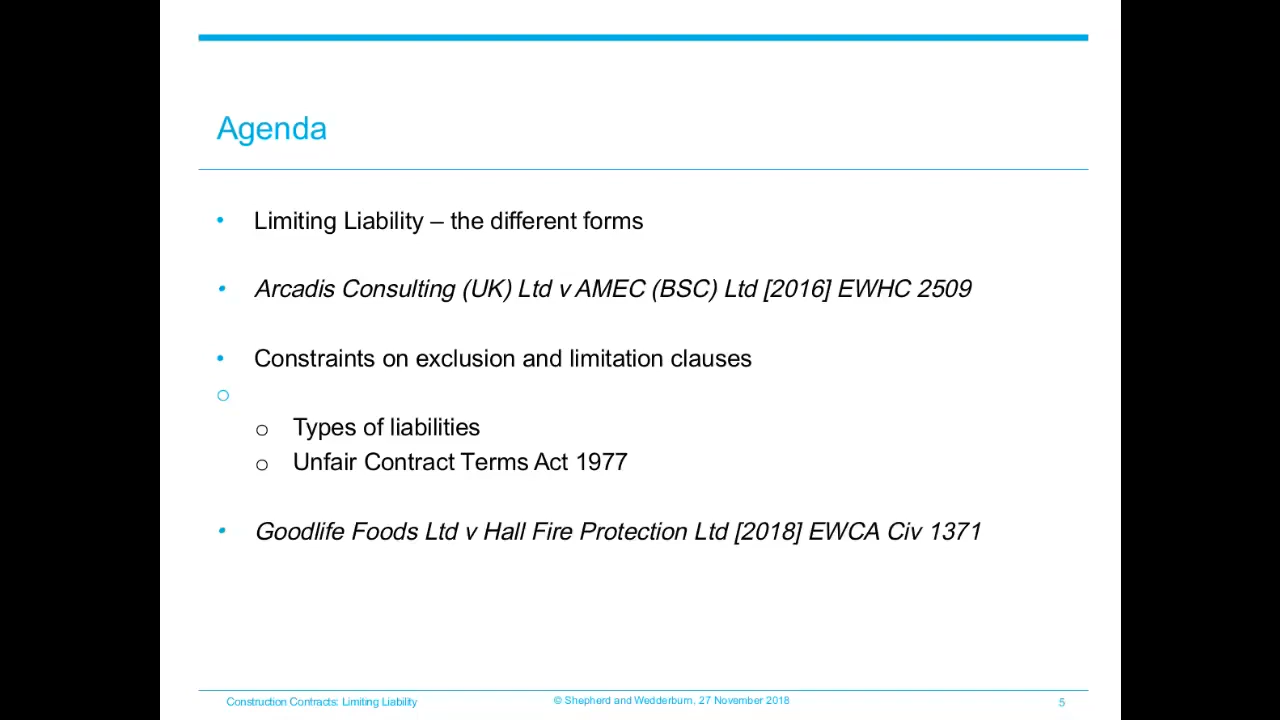 Agenda
• Limiting Liability – the different forms
• Arcadis Consulting (UK) Ltd v AMEC (BSC) Ltd [2016] EWHC 2509
• Constraints on exclusion and limitation clauses
o
o Types of liabilities
o Unfair Contract Terms Act 1977
• Goodlife Foods Ltd v Hall Fire Protection Ltd [2018] EWCA Civ 1371
Construction Contracts: Limiting Liability © Shepherd and Wedderburn, 27 November 2018 5